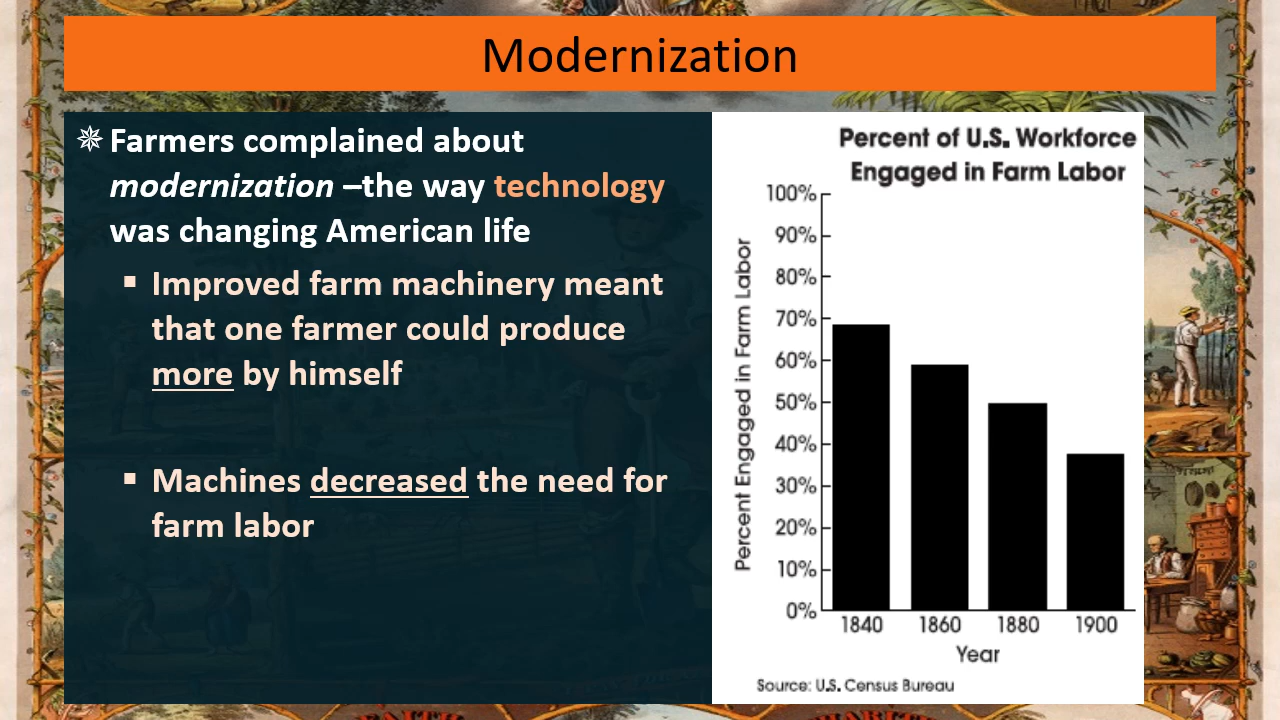 Modernization
Farmers complained about
modernization –the way technology
was changing American life
Improved farm machinery meant
that one farmer could produce
more by himself
Machines decreased the need for
farm labor
Percent of U.S. Workforce
Engaged in Farm Labor
Percent Engaged in Farm Labor
100%
90%
80%
70%
60%
50%
40%
30%
20%
10%
0%
1840 1860 1880 1900
Year
Source: U.S. Census Bureau
FAITH
CHARITY